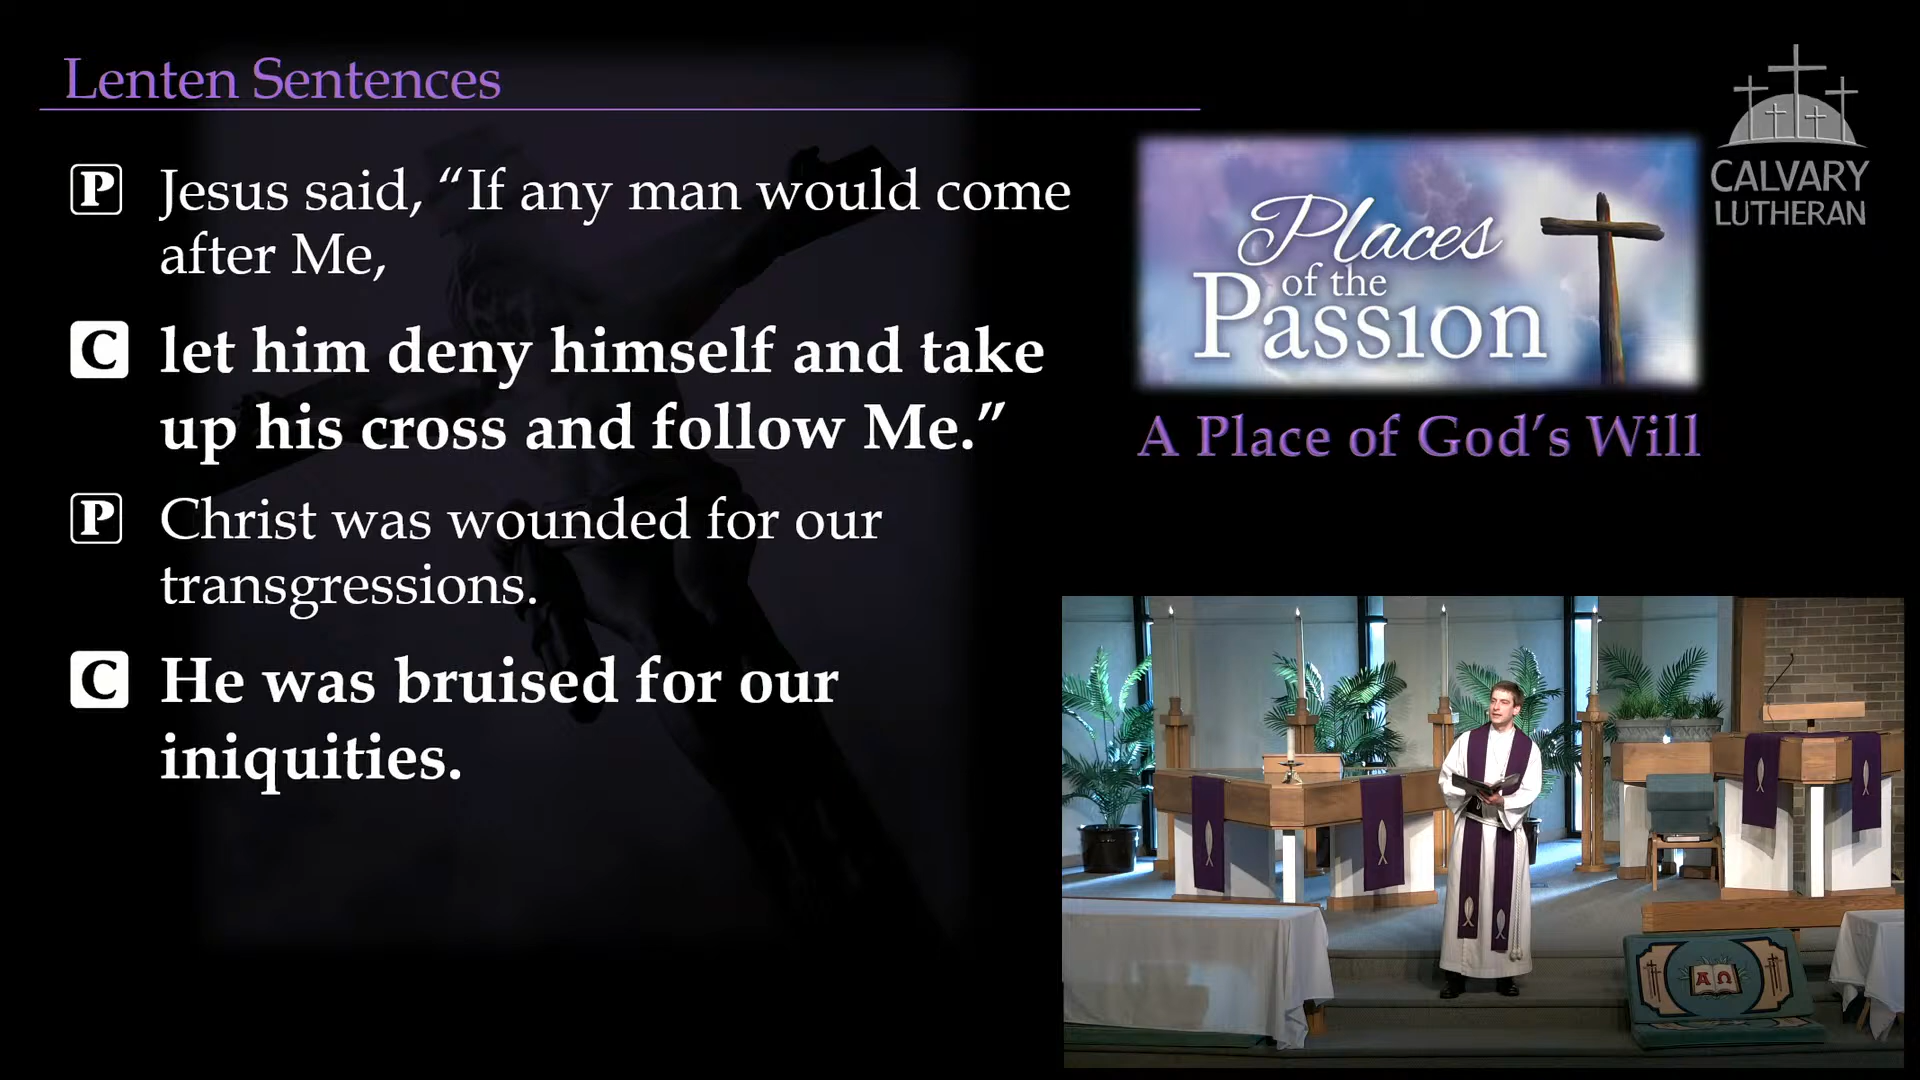 Lenten Sentences
P Jesus said, “If any man would come
after Me,
C let him deny himself and take
up his cross and follow Me.”
P Christ was wounded for our
transgressions.
C He was bruised for our
iniquities.
Places
of the
Passion
A Place of God’s Will
CALVARY
LUTHERAN
Α Ω